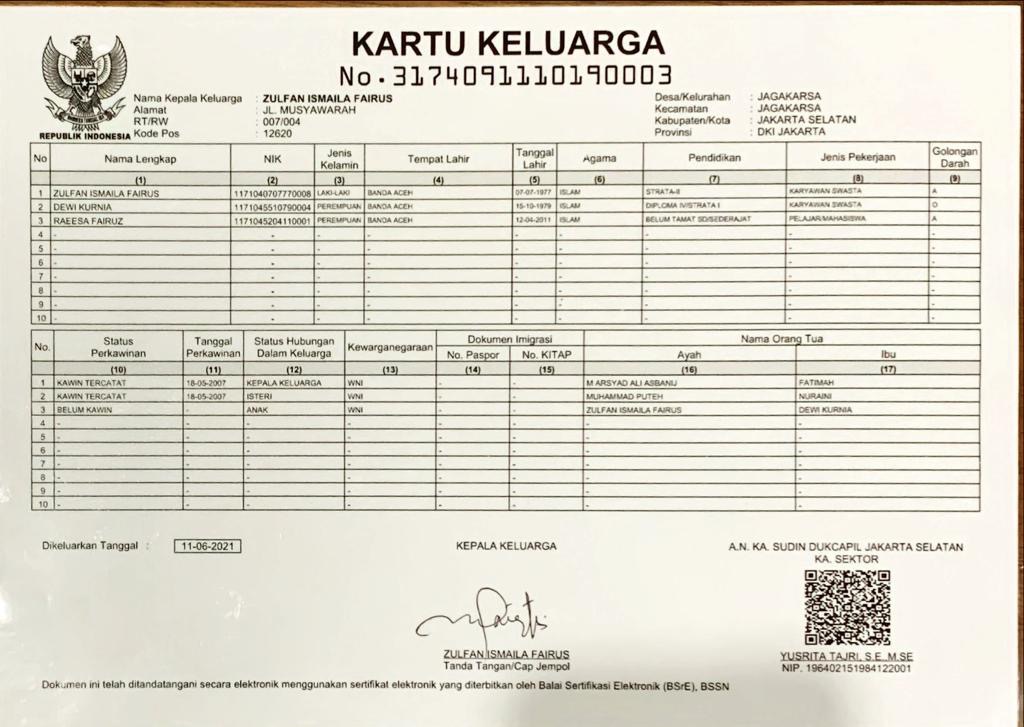 KARTU KELUARGA
No. 3174091110190003
REPUBLIK INDONESIA
Nama Kepala Keluarga : ZULFAN ISMAILA FAIRUS
Alamat : JL. MUSYAWARAH
RT/RW : 007/004
Kode Pos : 12620
Desa/Kelurahan : JAGAKARSA
Kecamatan : JAGAKARSA
Kabupaten/Kota : JAKARTA SELATAN
Provinsi : DKI JAKARTA
No Nama Lengkap NIK Jenis Kelamin Tempat Lahir Tanggal Lahir Agama Pendidikan Jenis Pekerjaan Golongan Darah
(1) (2) (3) (4) (5) (6) (7) (8) (9)
1 ZULFAN ISMAILA FAIRUS 1171040707770008 LAKI-LAKI BANDA ACEH 07-07-1977 ISLAM STRATA-II KARYAWAN SWASTA A
2 DEWI KURNIA 1171045510790004 PEREMPUAN BANDA ACEH 15-10-1979 ISLAM DIPLOMA IV/STRATA I KARYAWAN SWASTA O
3 RAEESA FAIRUZ 1171045204110001 PEREMPUAN BANDA ACEH 12-04-2011 ISLAM BELUM TAMAT SD/SEDERAJAT PELAJAR/MAHASISWA A
4 - - - - - - - - -
5 - - - - - - - - -
6 - - - - - - - - -
7 - - - - - - - - -
8 - - - - - - - - -
9 - - - - - - - - -
10 - - - - - - - - -
No. Status Perkawinan Tanggal Perkawinan Status Hubungan Dalam Keluarga Kewarganegaraan Dokumen Imigrasi Nama Orang Tua
No. Paspor No. KITAP Ayah Ibu
(10) (11) (12) (13) (14) (15) (16) (17)
1 KAWIN TERCATAT 18-05-2007 KEPALA KELUARGA WNI - - M ARSYAD ALI ASBANIJ FATIMAH
2 KAWIN TERCATAT 18-05-2007 ISTERI WNI - - MUHAMMAD PUTEH NURAINI
3 BELUM KAWIN - ANAK WNI - - ZULFAN ISMAILA FAIRUS DEWI KURNIA
4 - - - - - - - -
5 - - - - - - - -
6 - - - - - - - -
7 - - - - - - - -
8 - - - - - - - -
9 - - - - - - - -
10 - - - - - - - -
Dikeluarkan Tanggal : 11-06-2021
KEPALA KELUARGA
ZULFAN ISMAILA FAIRUS
Tanda Tangan/Cap Jempol
A.N. KA. SUDIN DUKCAPIL JAKARTA SELATAN
KA. SEKTOR
YUSRITA TAJRI, S.E.,M.SE
NIP. 196402151984122001
Dokumen ini telah ditandatangani secara elektronik menggunakan sertifikat elektronik yang diterbitkan oleh Balai Sertifikasi Elektronik (BSrE), BSSN